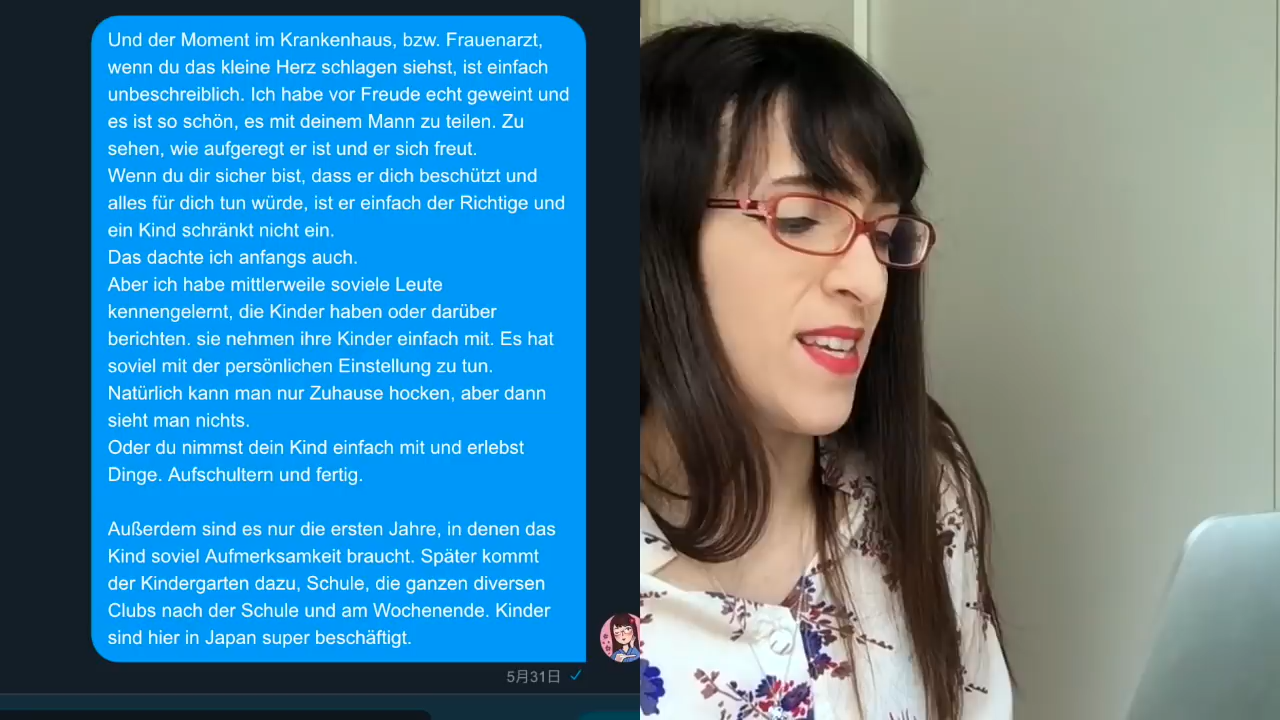 Und der Moment im Krankenhaus, bzw. Frauenarzt,
wenn du das kleine Herz schlagen siehst, ist einfach
unbeschreiblich. Ich habe vor Freude echt geweint und
es ist so schön, es mit deinem Mann zu teilen. Zu
sehen, wie aufgeregt er ist und er sich freut.
Wenn du dir sicher bist, dass er dich beschützt und
alles für dich tun würde, ist er einfach der Richtige und
ein Kind schränkt nicht ein.
Das dachte ich anfangs auch.
Aber ich habe mittlerweile soviele Leute
kennengelernt, die Kinder haben oder darüber
berichten. sie nehmen ihre Kinder einfach mit. Es hat
soviel mit der persönlichen Einstellung zu tun.
Natürlich kann man nur Zuhause hocken, aber dann
sieht man nichts.
Oder du nimmst dein Kind einfach mit und erlebst
Dinge. Aufschultern und fertig.
Außerdem sind es nur die ersten Jahre, in denen das
Kind soviel Aufmerksamkeit braucht. Später kommt
der Kindergarten dazu, Schule, die ganzen diversen
Clubs nach der Schule und am Wochenende. Kinder
sind hier in Japan super beschäftigt.
5月31日